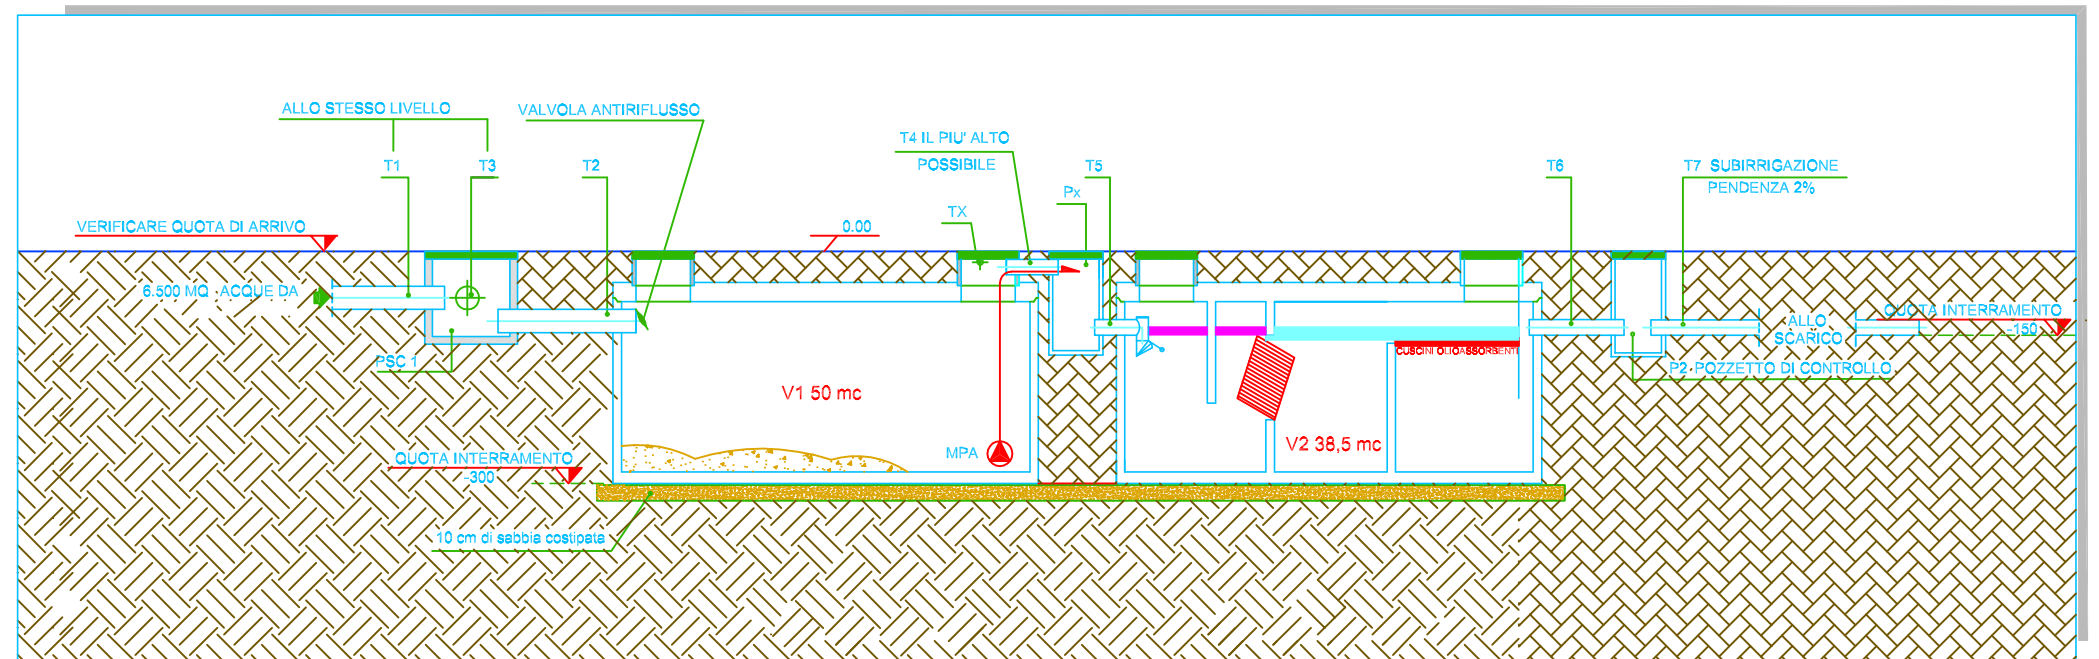 ALLO STESSO LIVELLO
VALVOLA ANTIRIFLUSSO
T4 IL PIU' ALTO
POSSIBILE
T1
T3
T2
T5
T6
T7 SUBIRRIGAZIONE
PENDENZA 2%
Px
TX
VERIFICARE QUOTA DI ARRIVO
0.00
6.500 MQ ACQUE DA
QUOTA INTERRAMENTO
-150
ALLO
SCARICO
CUSCINI OLIOASSORBENTI
PSC 1
P2 POZZETTO DI CONTROLLO
V1 50 mc
V2 38,5 mc
MPA
QUOTA INTERRAMENTO
-300
10 cm di sabbia costipata